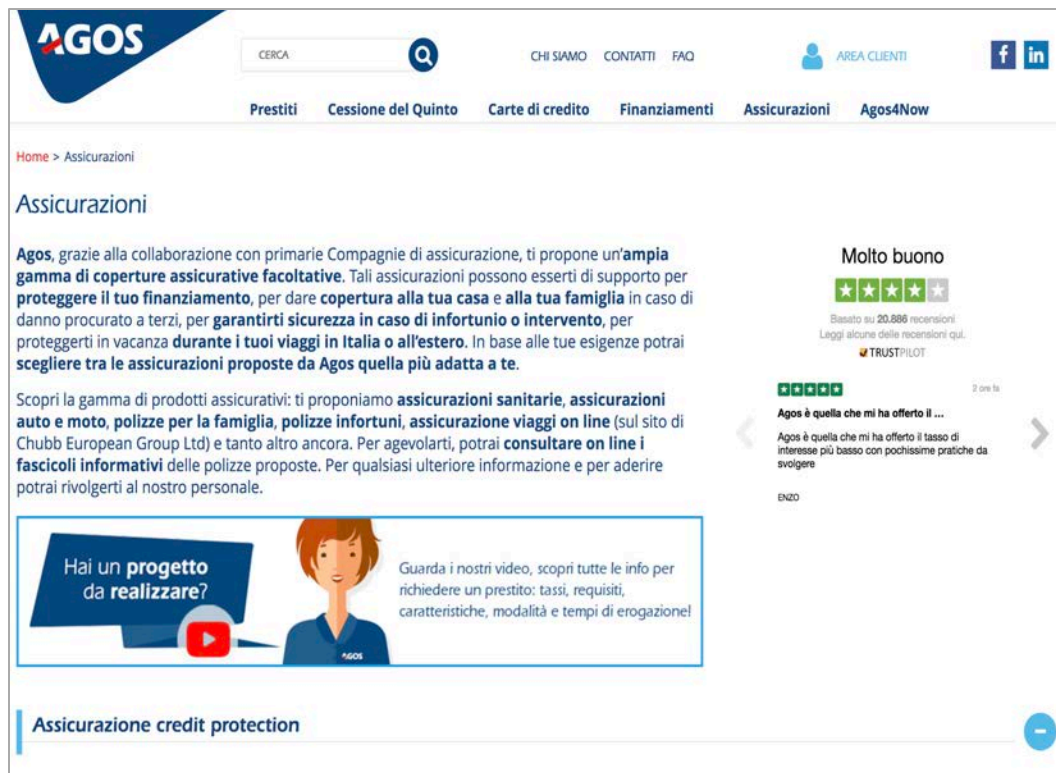 AGOS
CERCA
CHI SIAMO CONTATTI FAQ
AREA CLIENTI
f in
Prestiti Cessione del Quinto Carte di credito Finanziamenti Assicurazioni Agos4Now
Home > Assicurazioni
Assicurazioni
Agos, grazie alla collaborazione con primarie Compagnie di assicurazione, ti propone un'ampia
gamma di coperture assicurative facoltative. Tali assicurazioni possono esserti di supporto per
proteggere il tuo finanziamento, per dare copertura alla tua casa e alla tua famiglia in caso di
danno procurato a terzi, per garantirti sicurezza in caso di infortunio o intervento, per
proteggerti in vacanza durante i tuoi viaggi in Italia o all'estero. In base alle tue esigenze potrai
scegliere tra le assicurazioni proposte da Agos quella più adatta a te.
Scopri la gamma di prodotti assicurativi: ti proponiamo assicurazioni sanitarie, assicurazioni
auto e moto, polizze per la famiglia, polizze infortuni, assicurazione viaggi on line (sul sito di
Chubb European Group Ltd) e tanto altro ancora. Per agevolarti, potrai consultare on line i
fascicoli informativi delle polizze proposte. Per qualsiasi ulteriore informazione e per aderire
potrai rivolgerti al nostro personale.
Molto buono
Basato su 20.886 recensioni
Leggi alcune delle recensioni qui.
TRUSTPILOT
2 ore fa
Agos è quella che mi ha offerto il ...
Agos è quella che mi ha offerto il tasso di
interesse più basso con pochissime pratiche da
svolgere
ENZO
Hai un progetto
da realizzare?
AGOS
Guarda i nostri video, scopri tutte le info per
richiedere un prestito: tassi, requisiti,
caratteristiche, modalità e tempi di erogazione!
Assicurazione credit protection